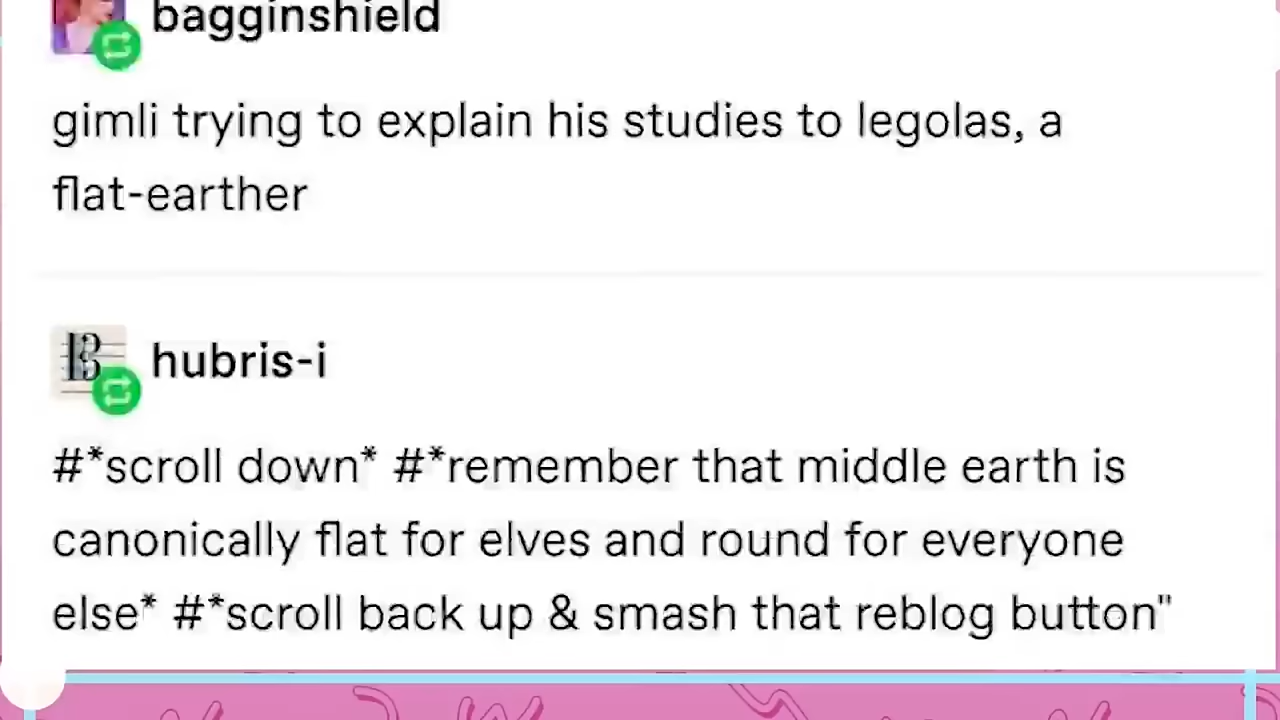 bagginshield
gimli trying to explain his studies to legolas, a
flat-earther
hubris-i
#*scroll down* #*remember that middle earth is
canonically flat for elves and round for everyone
else* #*scroll back up & smash that reblog button"